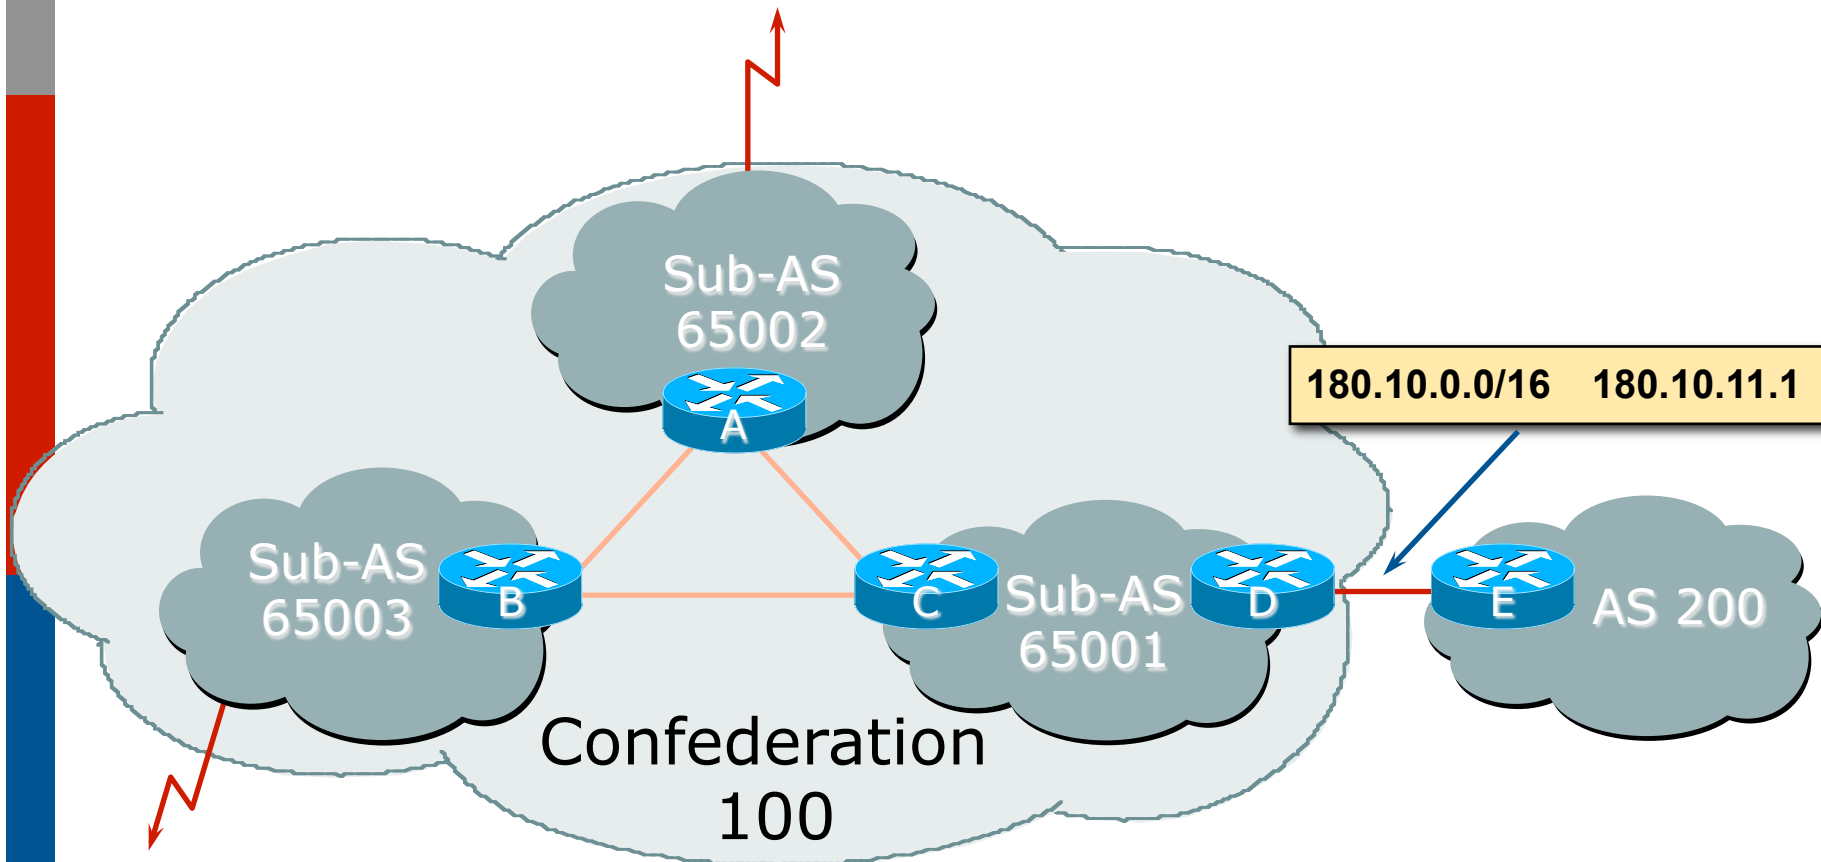 Sub-AS
65002
A
180.10.0.0/16 180.10.11.1
Sub-AS
65003
B
C
Sub-AS
65001
D
E
AS 200
Confederation
100